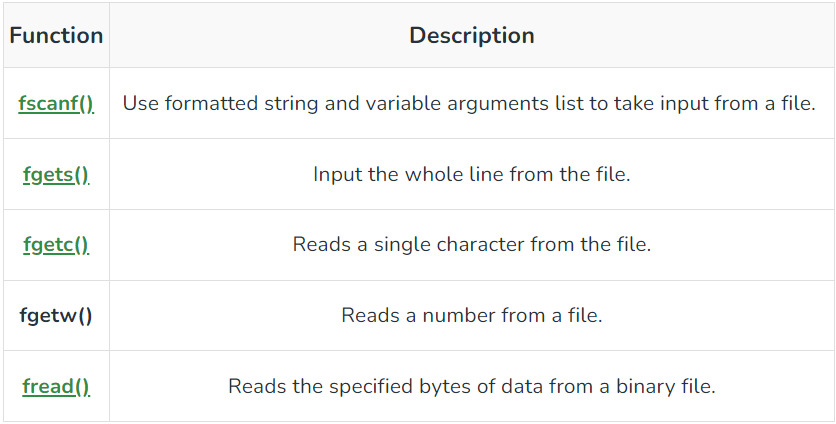 Function Description
fscanf() Use formatted string and variable arguments list to take input from a file.
fgets() Input the whole line from the file.
fgetc() Reads a single character from the file.
fgetw() Reads a number from a file.
fread() Reads the specified bytes of data from a binary file.